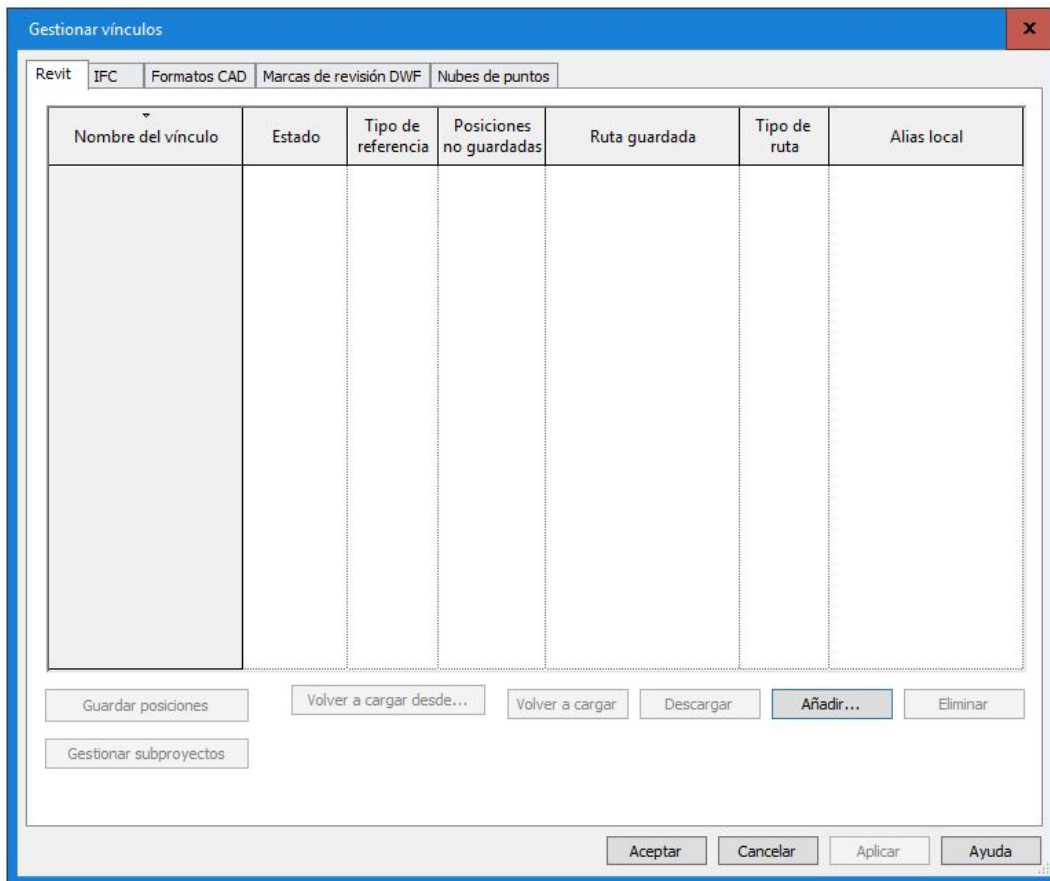 Gestionar vínculos
x
Revit IFC Formatos CAD Marcas de revisión DWF Nubes de puntos
Nombre del vínculo Estado Tipo de referencia Posiciones no guardadas Ruta guardada Tipo de ruta Alias local
Guardar posiciones Volver a cargar desde... Volver a cargar Descargar Añadir... Eliminar
Gestionar subproyectos
Aceptar Cancelar Aplicar Ayuda